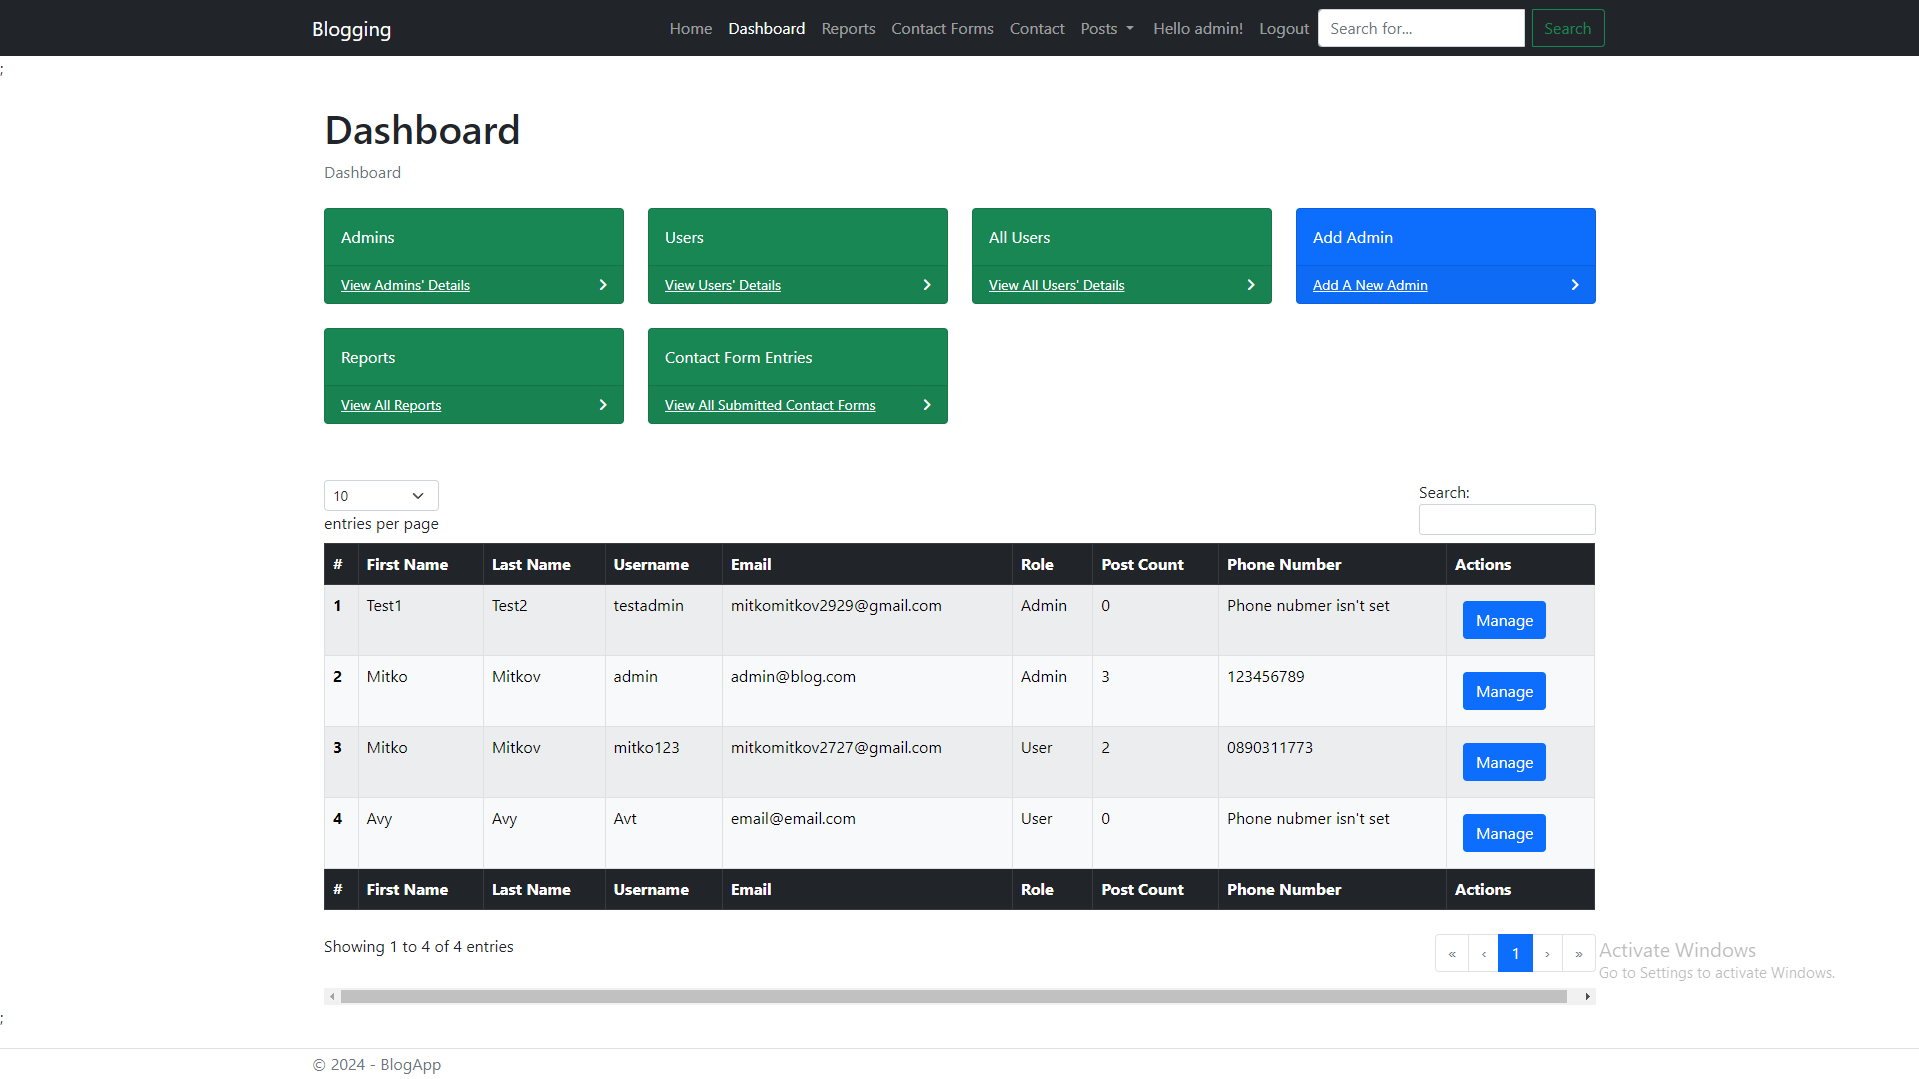 Blogging Home Dashboard Reports Contact Forms Contact Posts Hello admin! Logout Search for... Search
;
Dashboard
Dashboard
Admins Users All Users Add Admin
View Admins' Details View Users' Details View All Users' Details Add A New Admin
Reports Contact Form Entries
View All Reports View All Submitted Contact Forms
10 Search:
entries per page
# First Name Last Name Username Email Role Post Count Phone Number Actions
1 Test1 Test2 testadmin mitkomitkov2929@gmail.com Admin 0 Phone nubmer isn't set Manage
2 Mitko Mitkov admin admin@blog.com Admin 3 123456789 Manage
3 Mitko Mitkov mitko123 mitkomitkov2727@gmail.com User 2 0890311773 Manage
4 Avy Avy Avt email@email.com User 0 Phone nubmer isn't set Manage
# First Name Last Name Username Email Role Post Count Phone Number Actions
Showing 1 to 4 of 4 entries « ‹ 1 › » Activate Windows
Go to Settings to activate Windows.
;
© 2024 - BlogApp